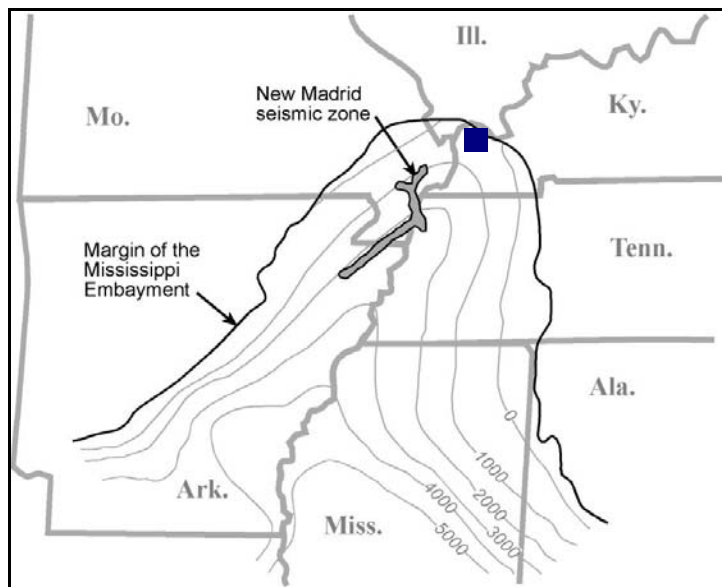 Ill.
New Madrid
seismic zone
Ky.
Mo.
Margin of the
Mississippi
Embayment
Tenn.
Ala.
0
1000
2000
3000
4000
5000
Ark.
Miss.